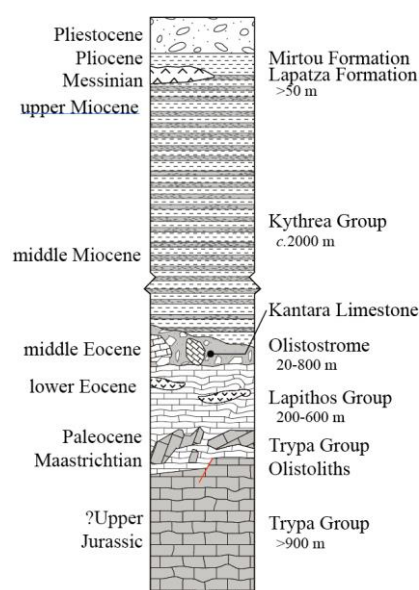 Pliestocene
Pliocene
Messinian
upper Miocene
middle Miocene
middle Eocene
lower Eocene
Paleocene
Maastrichtian
?Upper
Jurassic
Mirtou Formation
Lapatza Formation
>50 m
Kythrea Group
c.2000 m
Kantara Limestone
Olistostrome
20-800 m
Lapithos Group
200-600 m
Trypa Group
Olistoliths
Trypa Group
>900 m